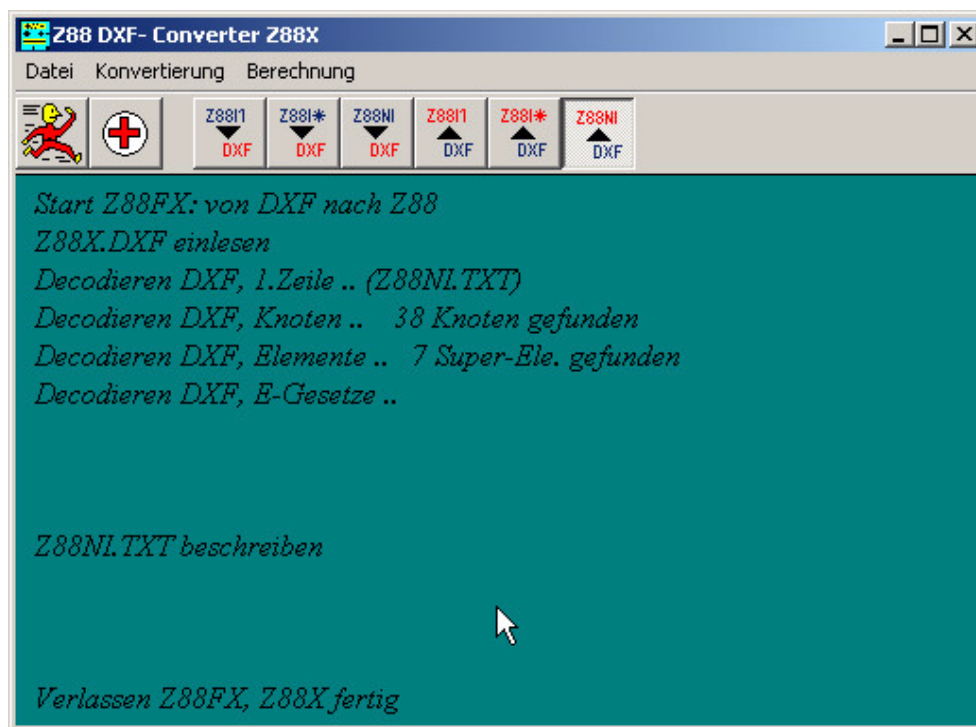 Z88 DXF- Converter Z88X
Datei Konvertierung Berechnung
Z88I1 Z88I* Z88NI Z88I1 Z88I* Z88NI
DXF DXF DXF DXF DXF DXF
Start Z88FX: von DXF nach Z88
Z88X.DXF einlesen
Decodieren DXF, 1.Zeile .. (Z88NI.TXT)
Decodieren DXF, Knoten .. 38 Knoten gefunden
Decodieren DXF, Elemente .. 7 Super-Ele. gefunden
Decodieren DXF, E-Gesetze ..
Z88NI.TXT beschreiben
Verlassen Z88FX, Z88X fertig